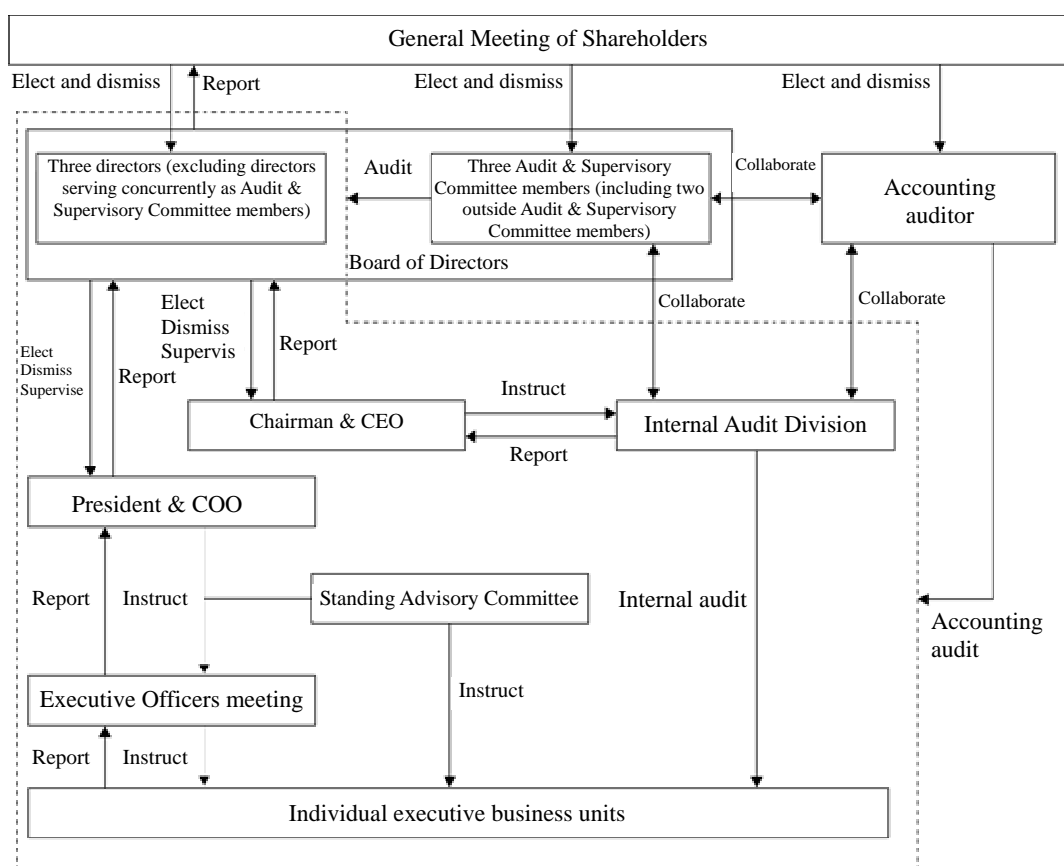 General Meeting of Shareholders
Elect and dismiss
Report
Elect and dismiss
Elect and dismiss
Three directors (excluding directors
serving concurrently as Audit &
Supervisory Committee members)
Audit
Three Audit & Supervisory
Committee members (including two
outside Audit & Supervisory
Committee members)
Collaborate
Accounting
auditor
Board of Directors
Elect
Dismiss
Supervise
Report
Elect
Dismiss
Supervis
Report
Collaborate
Collaborate
Chairman & CEO
Instruct
Report
Internal Audit Division
President & COO
Report
Instruct
Standing Advisory Committee
Internal audit
Accounting
audit
Executive Officers meeting
Instruct
Report
Instruct
Individual executive business units